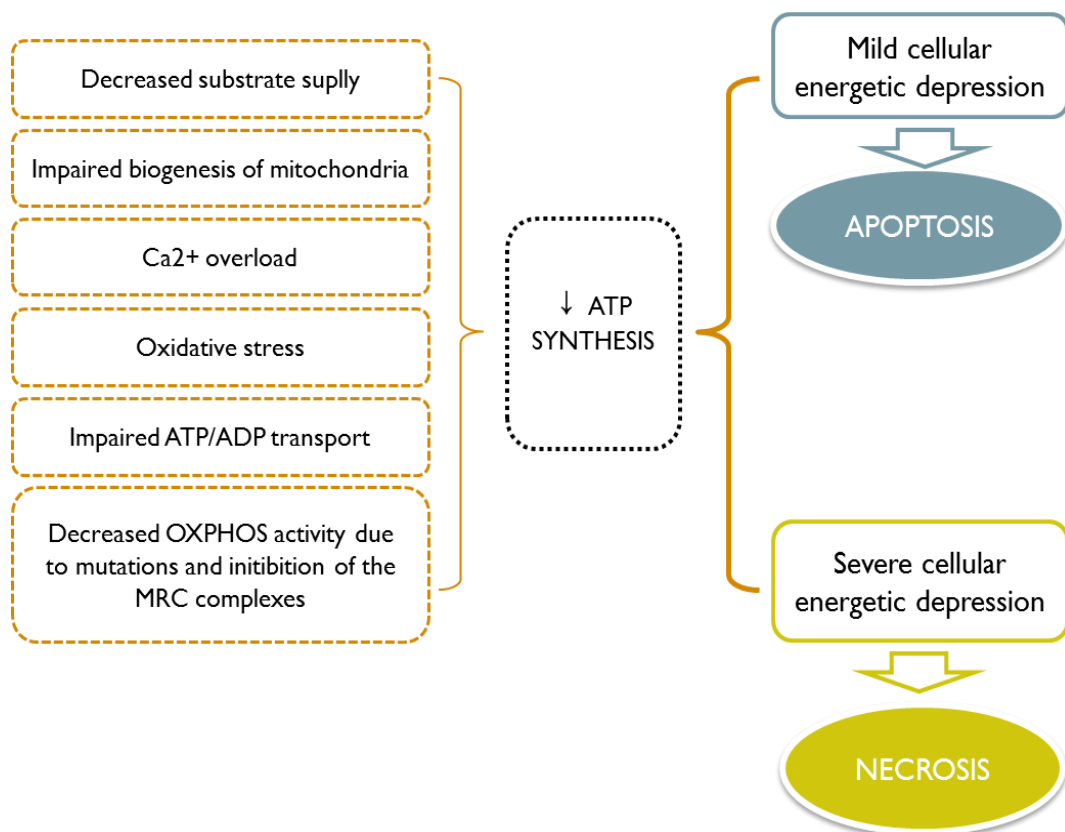 Decreased substrate suplly
Impaired biogenesis of mitochondria
Ca2+ overload
Oxidative stress
Impaired ATP/ADP transport
Decreased OXPHOS activity due
to mutations and initibition of the
MRC complexes
↓ ATP
SYNTHESIS
Mild cellular
energetic depression
APOPTOSIS
Severe cellular
energetic depression
NECROSIS